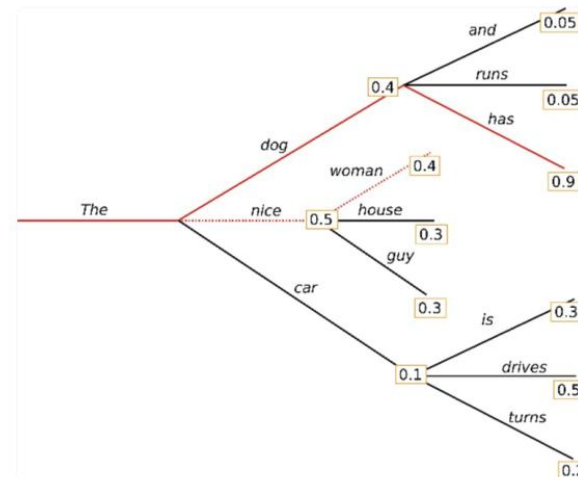 and
0.05
0.4
runs
0.05
has
dog
0.9
woman
0.4
The
nice
0.5
house
0.3
guy
0.3
car
is
0.3
0.1
drives
0.5
turns